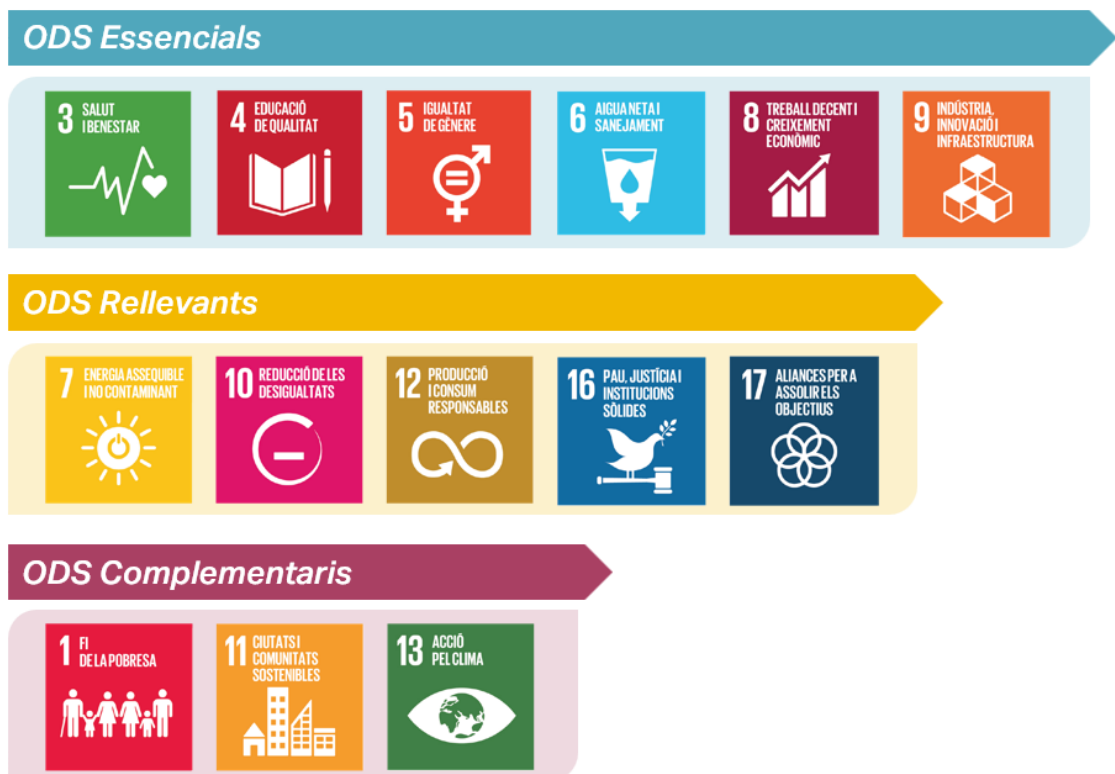 ODS Essencials
3 SALUT
I BENESTAR
4 EDUCACIÓ
DE QUALITAT
5 IGUALTAT
DE GÈNERE
6 AIGUA NETA I
SANEJAMENT
8 TREBALL DECENT I
CREIXEMENT
ECONÒMIC
9 INDÚSTRIA,
INNOVACIÓ I
INFRAESTRUCTURA
ODS Rellevants
7 ENERGIA ASSEQUIBLE
I NO CONTAMINANT
10 REDUCCIÓ DE LES
DESIGUALTATS
12 PRODUCCIÓ
I CONSUM
RESPONSABLES
16 PAU, JUSTÍCIA I
INSTITUCIONS
SÒLIDES
17 ALIANCES PER A
ASSOLIR ELS
OBJECTIUS
ODS Complementaris
1 FI
DE LA POBRESA
11 CIUTATS I
COMUNITATS
SOSTENIBLES
13 ACCIÓ
PEL CLIMA